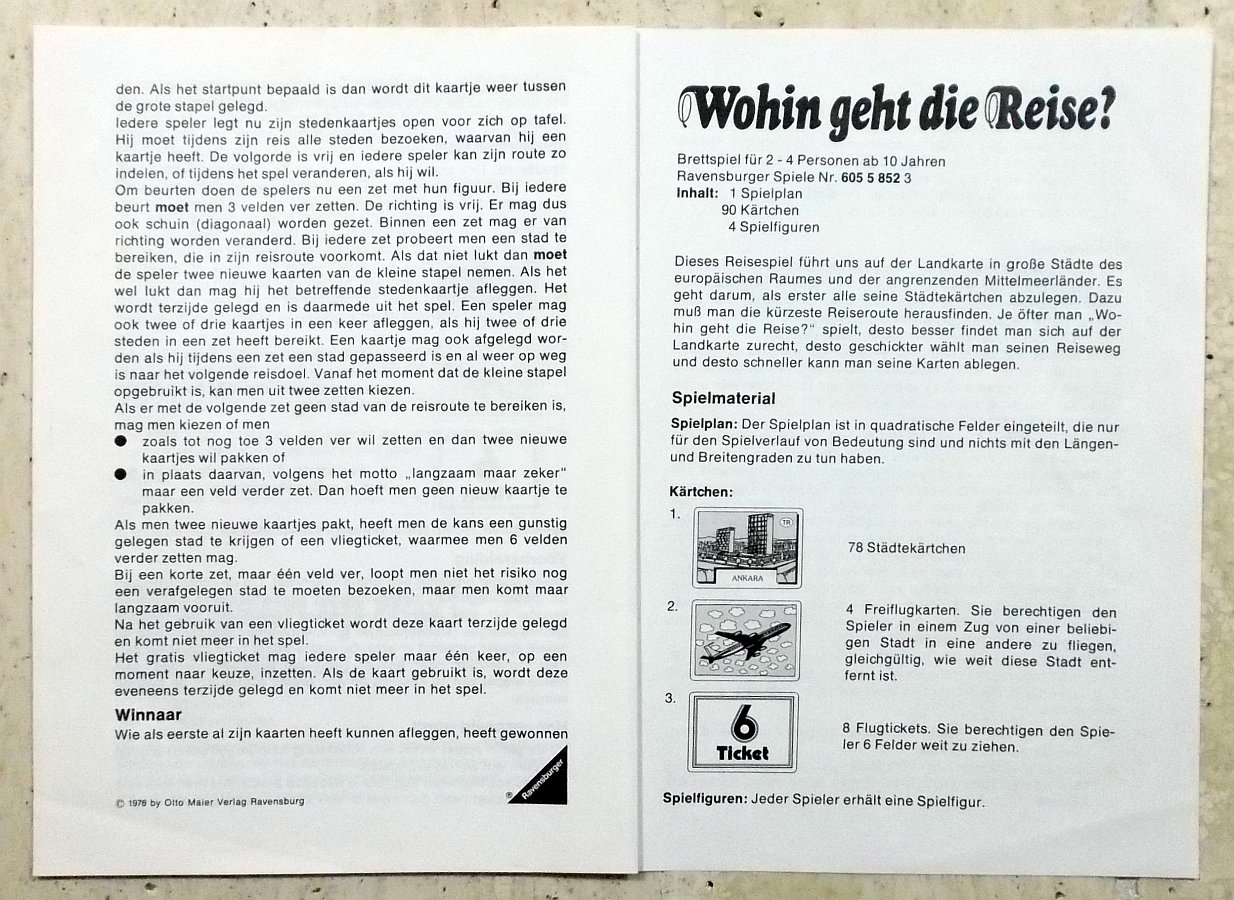 den. Als het startpunt bepaald is dan wordt dit kaartje weer tussen
de grote stapel gelegd.
Iedere speler legt nu zijn stedenkaartjes open voor zich op tafel.
Hij moet tijdens zijn reis alle steden bezoeken, waarvan hij een
kaartje heeft. De volgorde is vrij en iedere speler kan zijn route zo
indelen, of tijdens het spel veranderen, als hij wil.
Om beurten doen de spelers nu een zet met hun figuur. Bij iedere
beurt moet men 3 velden ver zetten. De richting is vrij. Er mag dus
ook schuin (diagonaal) worden gezet. Binnen een zet mag er van
richting worden veranderd. Bij iedere zet probeert men een stad te
bereiken, die in zijn reisroute voorkomt. Als dat niet lukt dan moet
de speler twee nieuwe kaarten van de kleine stapel nemen. Als het
wel lukt dan mag hij het betreffende stedenkaartje afleggen. Het
wordt terzijde gelegd en is daarmede uit het spel. Een speler mag
ook twee of drie kaartjes in een keer afleggen, als hij twee of drie
steden in een zet heeft bereikt. Een kaartje mag ook afgelegd wor-
den als hij tijdens een zet een stad gepasseerd is en al weer op weg
is naar het volgende reisdoel. Vanaf het moment dat de kleine stapel
opgebruikt is, kan men uit twee zetten kiezen.
Als er met de volgende zet geen stad van de reisroute te bereiken is,
mag men kiezen of men
● zoals tot nog toe 3 velden ver wil zetten en dan twee nieuwe
kaartjes wil pakken of
● in plaats daarvan, volgens het motto „langzaam maar zeker“
maar een veld verder zet. Dan hoeft men geen nieuw kaartje te
pakken.
Als men twee nieuwe kaartjes pakt, heeft men de kans een gunstig
gelegen stad te krijgen of een vliegticket, waarmee men 6 velden
verder zetten mag.
Bij een korte zet, maar één veld ver, loopt men niet het risiko nog
een verafgelegen stad te moeten bezoeken, maar men komt maar
langzaam vooruit.
Na het gebruik van een vliegticket wordt deze kaart terzijde gelegd
en komt niet meer in het spel.
Het gratis vliegticket mag iedere speler maar één keer, op een
moment naar keuze, inzetten. Als de kaart gebruikt is, wordt deze
eveneens terzijde gelegd en komt niet meer in het spel.
Winnaar
Wie als eerste al zijn kaarten heeft kunnen afleggen, heeft gewonnen
© 1976 by Otto Maier Verlag Ravensburg
® Ravensburger
Wohin geht die Reise?
Brettspiel für 2 - 4 Personen ab 10 Jahren
Ravensburger Spiele Nr. 605 5 852 3
Inhalt: 1 Spielplan
90 Kärtchen
4 Spielfiguren
Dieses Reisespiel führt uns auf der Landkarte in große Städte des
europäischen Raumes und der angrenzenden Mittelmeerländer. Es
geht darum, als erster alle seine Städtekärtchen abzulegen. Dazu
muß man die kürzeste Reiseroute herausfinden. Je öfter man „Wo-
hin geht die Reise?“ spielt, desto besser findet man sich auf der
Landkarte zurecht, desto geschickter wählt man seinen Reiseweg
und desto schneller kann man seine Karten ablegen.
Spielmaterial
Spielplan: Der Spielplan ist in quadratische Felder eingeteilt, die nur
für den Spielverlauf von Bedeutung sind und nichts mit den Längen-
und Breitengraden zu tun haben.
Kärtchen:
1.
TR
ANKARA
78 Städtekärtchen
2.
4 Freiflugkarten. Sie berechtigen den
Spieler in einem Zug von einer beliebi-
gen Stadt in eine andere zu fliegen,
gleichgültig, wie weit diese Stadt ent-
fernt ist.
3.
6
Ticket
8 Flugtickets. Sie berechtigen den Spie-
ler 6 Felder weit zu ziehen.
Spielfiguren: Jeder Spieler erhält eine Spielfigur.